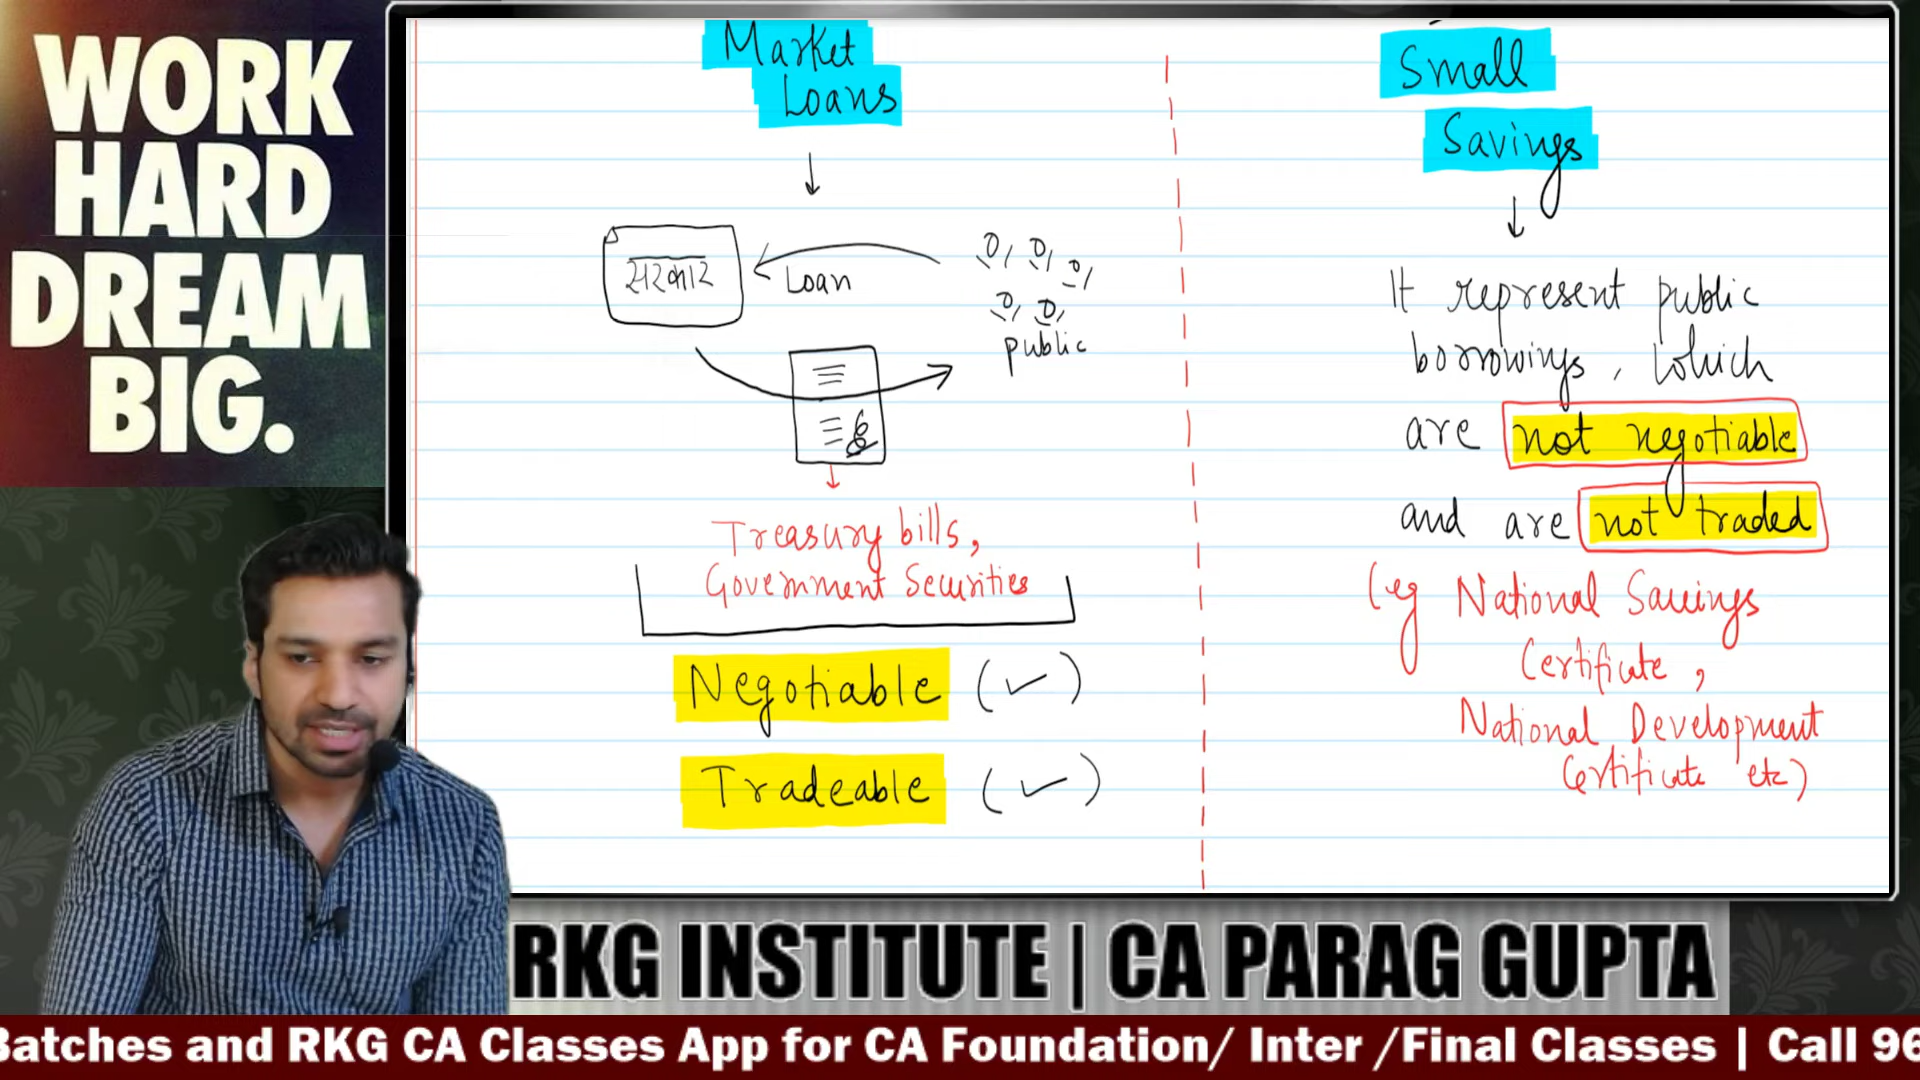 WORK
HARD
DREAM
BIG.
Market
Loans
सरकार
Loan
public
Treasury bills,
Government Securities
Negotiable (✓)
Tradeable (✓)
Small
Savings
It represent public
borrowings, which
are not negotiable
and are not traded
(eg National Savings
Certificate,
National Development
Certificate etc)
RKG INSTITUTE | CA PARAG GUPTA
Batches and RKG CA Classes App for CA Foundation/ Inter /Final Classes | Call 96